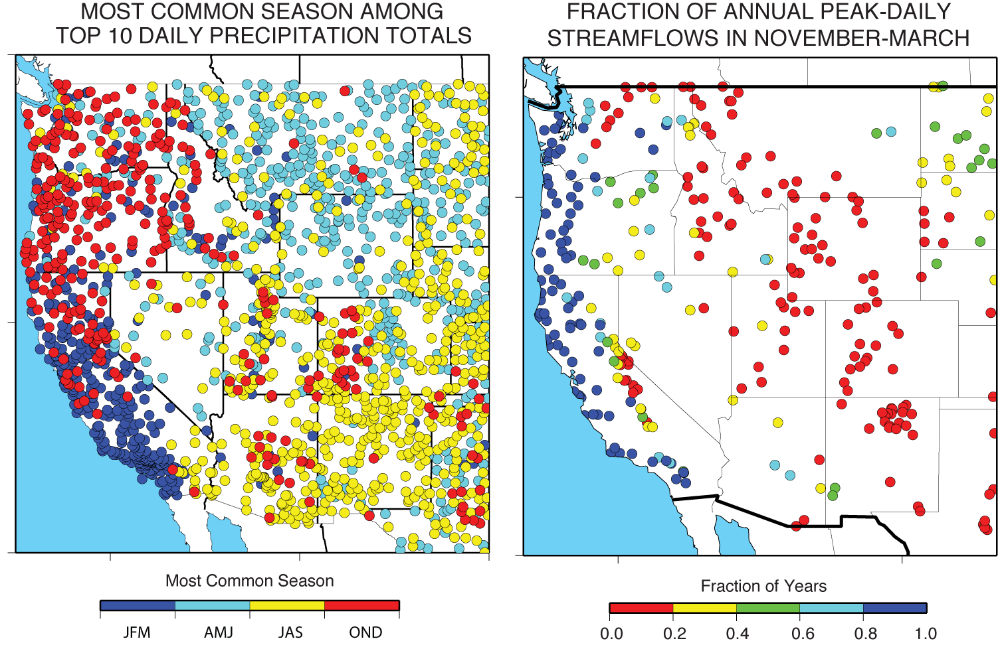 MOST COMMON SEASON AMONG
TOP 10 DAILY PRECIPITATION TOTALS
FRACTION OF ANNUAL PEAK-DAILY
STREAMFLOWS IN NOVEMBER-MARCH
Most Common Season
JFM AMJ JAS OND
Fraction of Years
0.0 0.2 0.4 0.6 0.8 1.0